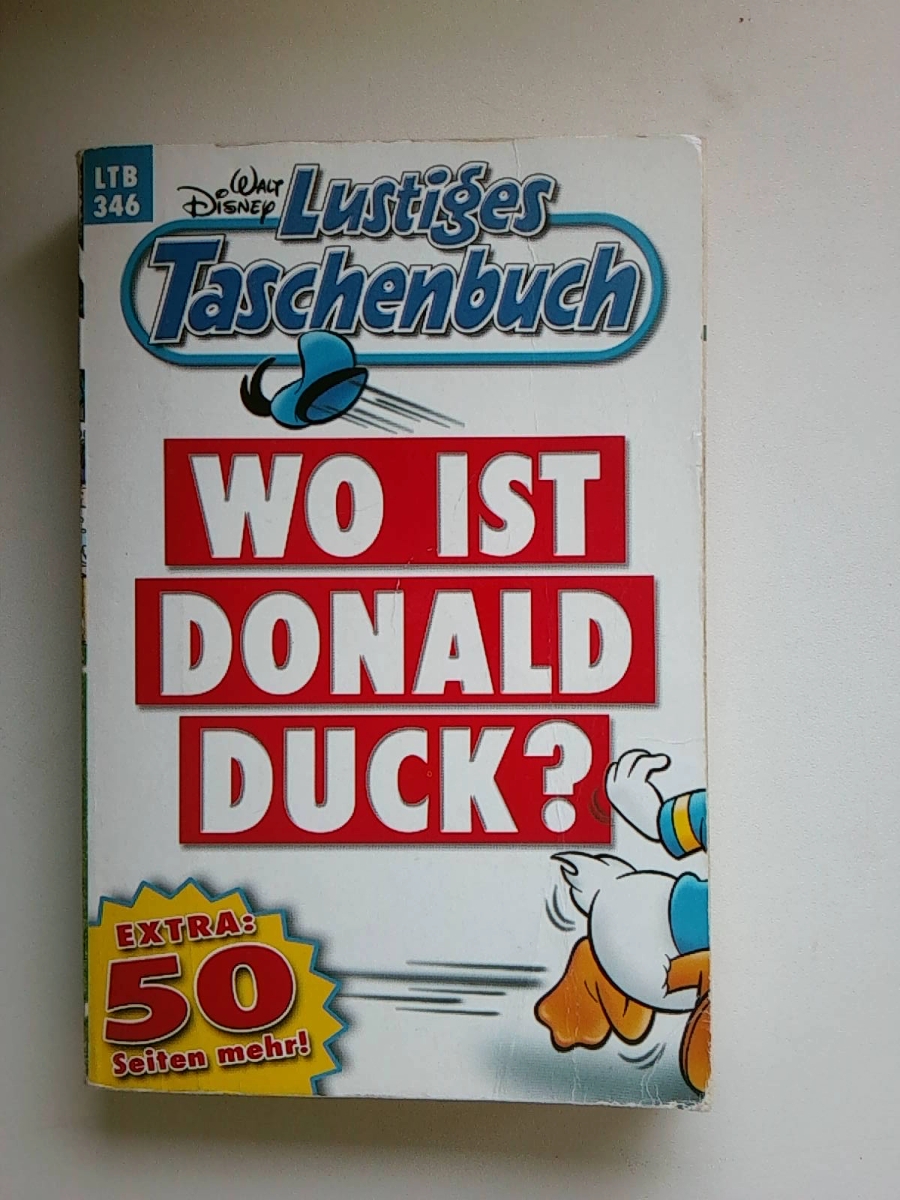 LTB
346
Walt
Disney
Lustiges
Taschenbuch
WO IST
DONALD
DUCK?
EXTRA:
50
Seiten mehr!